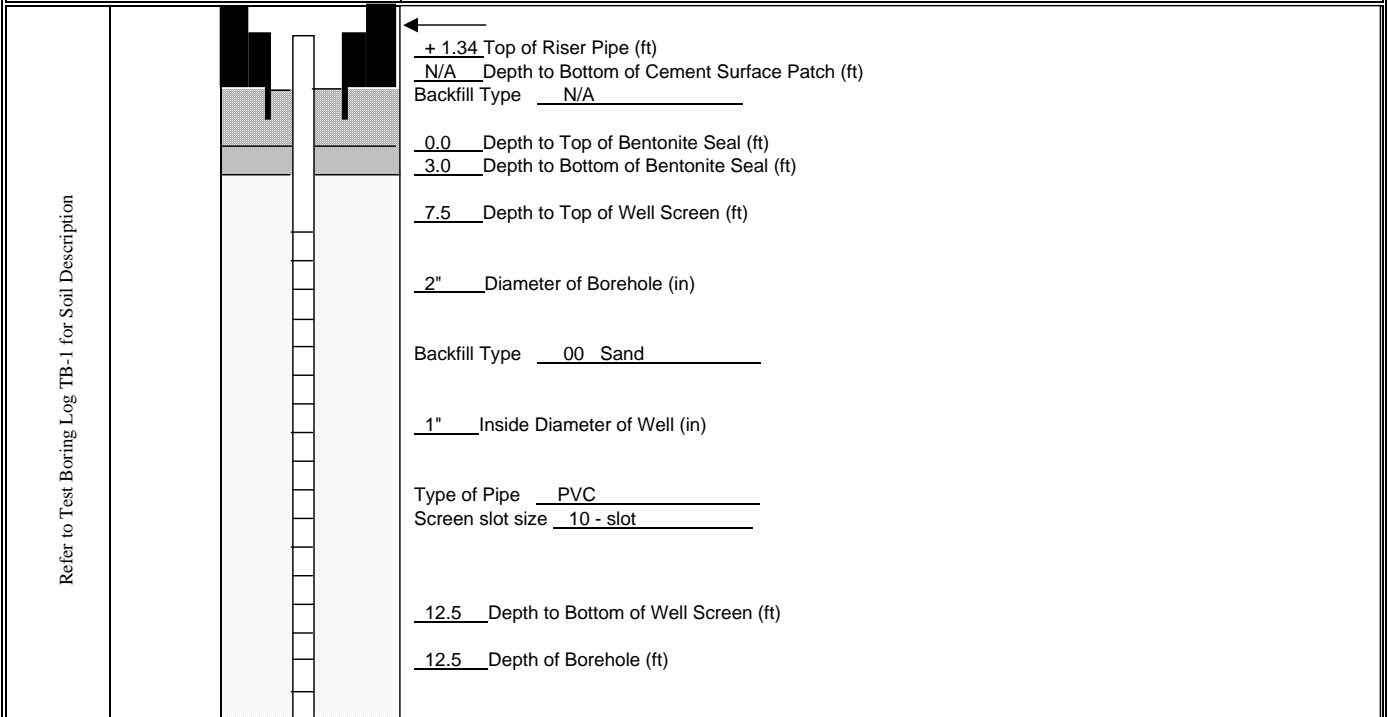 + 1.34 Top of Riser Pipe (ft)
N/A Depth to Bottom of Cement Surface Patch (ft)
Backfill Type N/A
0.0 Depth to Top of Bentonite Seal (ft)
3.0 Depth to Bottom of Bentonite Seal (ft)
7.5 Depth to Top of Well Screen (ft)
2" Diameter of Borehole (in)
Backfill Type 00 Sand
1" Inside Diameter of Well (in)
Type of Pipe PVC
Screen slot size 10 - slot
12.5 Depth to Bottom of Well Screen (ft)
12.5 Depth of Borehole (ft)
Refer to Test Boring Log TB-1 for Soil Description